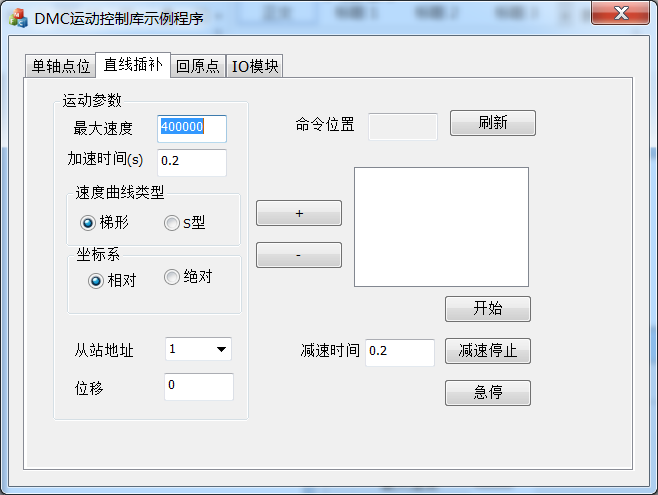 DMC运动控制库示例程序
单轴点位 直线插补 回原点 IO模块
运动参数
最大速度 400000
加速时间(s) 0.2
速度曲线类型
梯形 S型
坐标系
相对 绝对
从站地址 1
位移 0
命令位置 刷新
+
-
开始
减速时间 0.2 减速停止
急停